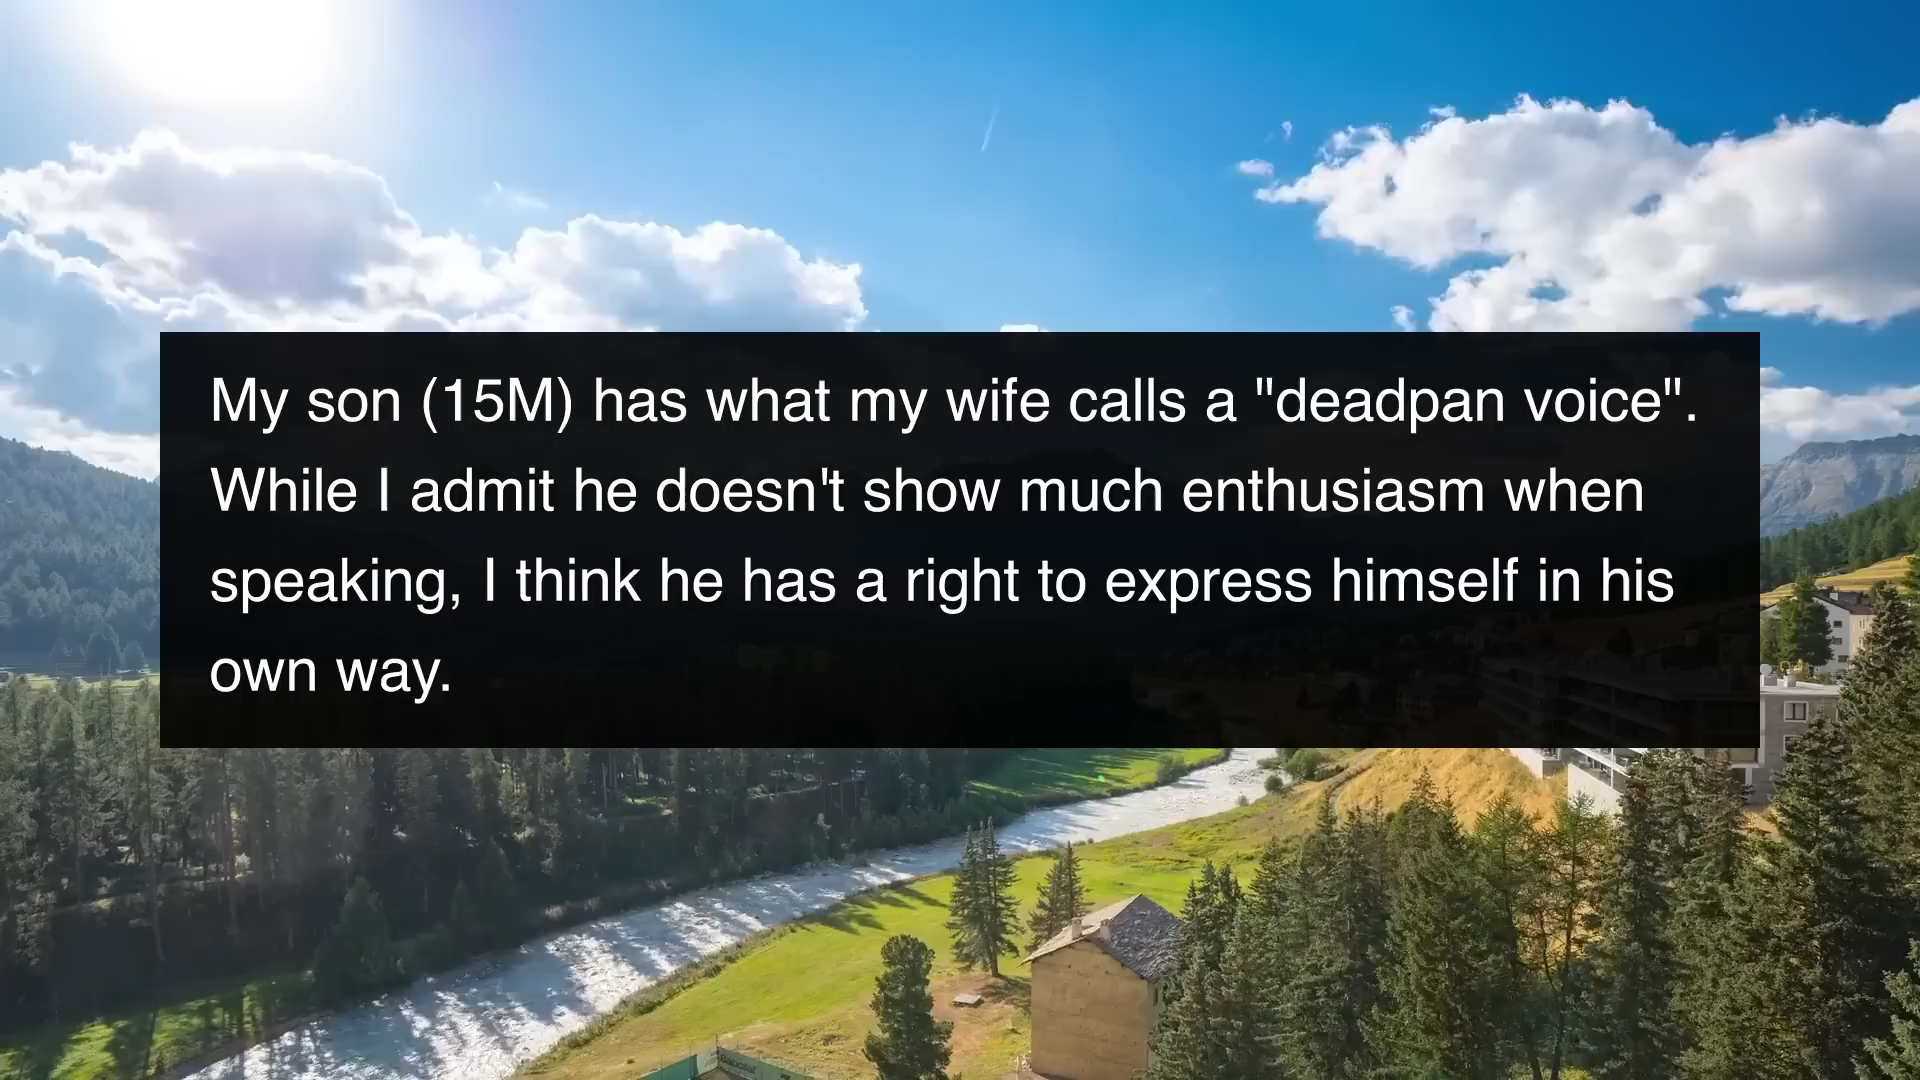 My son (15M) has what my wife calls a "deadpan voice".
While I admit he doesn't show much enthusiasm when
speaking, I think he has a right to express himself in his
own way.